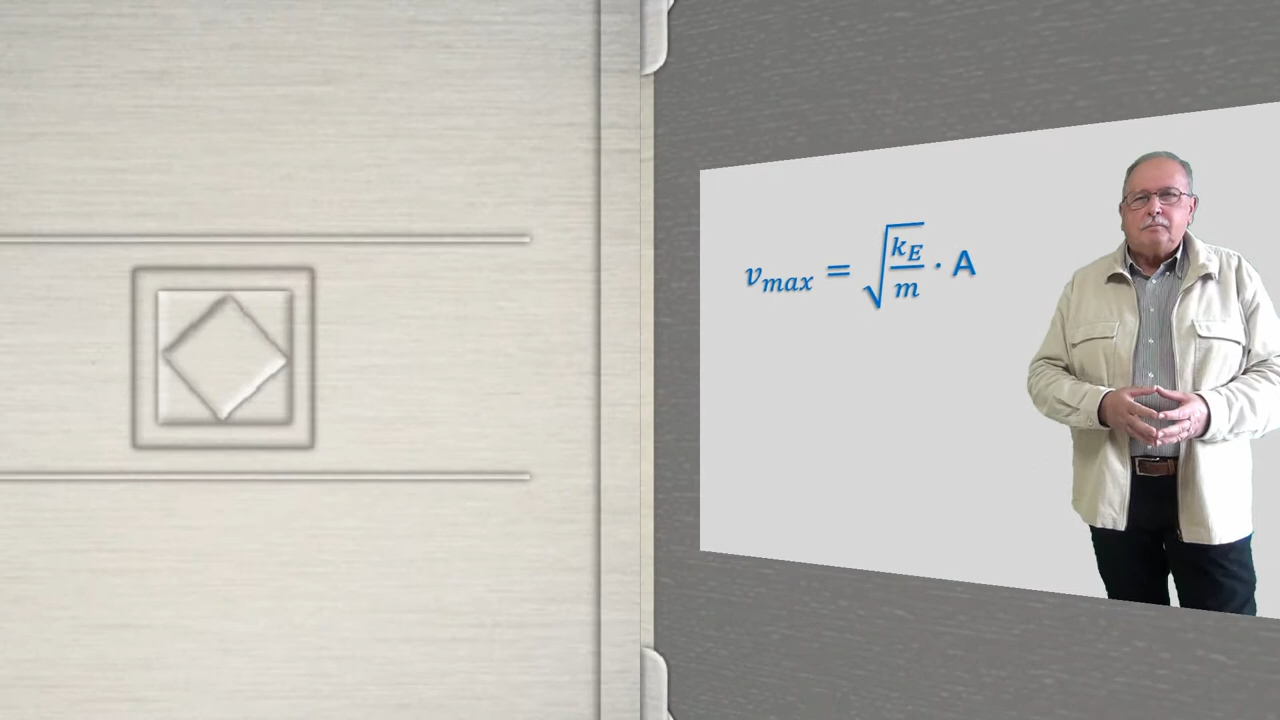 v_max = √(k_E/m) · A